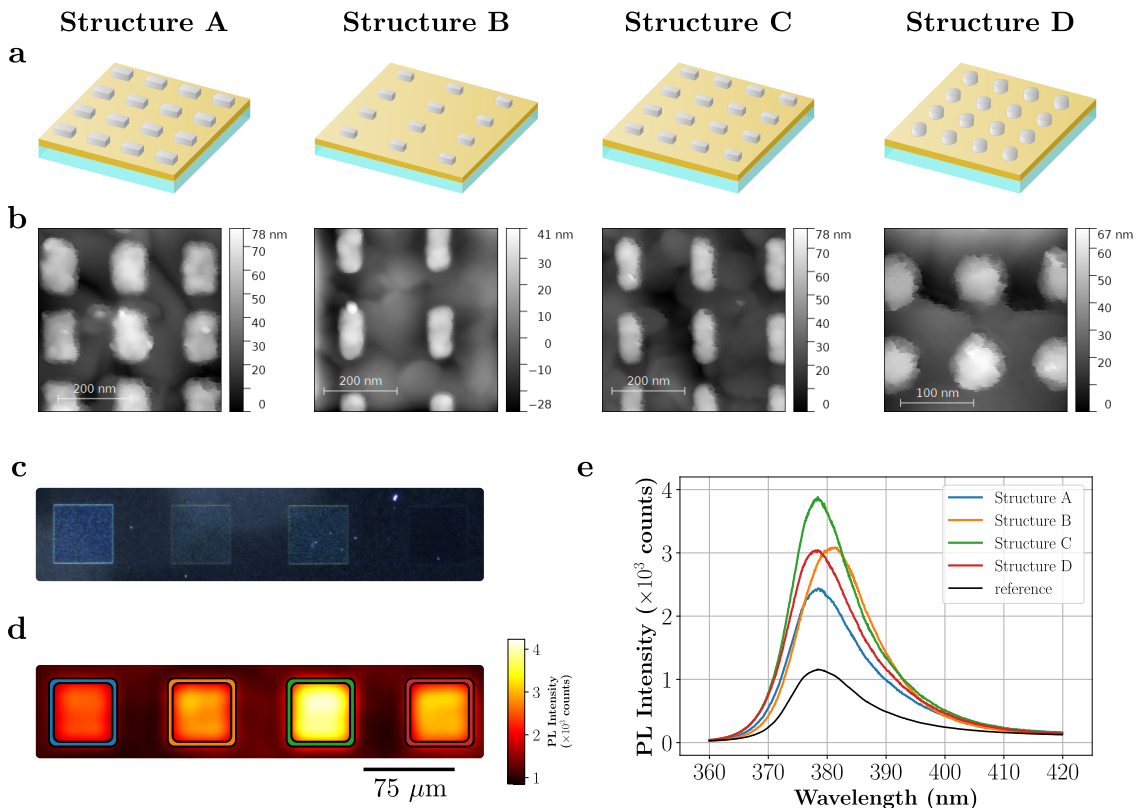 Structure A
Structure B
Structure C
Structure D
a
b
78 nm
70
60
50
40
30
20
10
0
200 nm
41 nm
30
20
10
0
−10
−20
−28
200 nm
78 nm
70
60
50
40
30
20
10
0
200 nm
67 nm
60
50
40
30
20
10
0
100 nm
c
d
4
3
2
1
PL Intensity
(×10³ counts)
75 μm
e
PL Intensity (×10³ counts)
4
3
2
1
0
360
370
380
390
400
410
420
Wavelength (nm)
Structure A
Structure B
Structure C
Structure D
reference